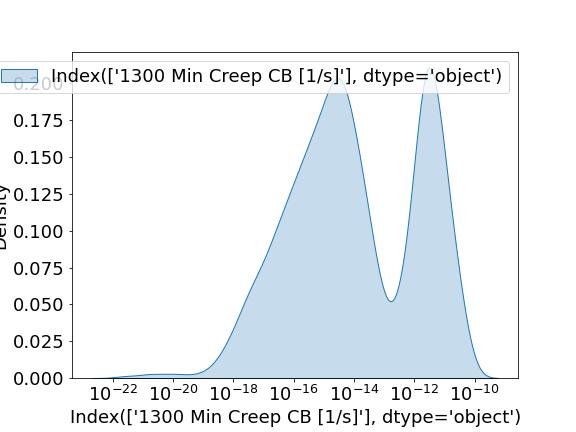 Index(['1300 Min Creep CB [1/s]'], dtype='object')
0.200
0.175
0.150
0.125
0.100
0.075
0.050
0.025
0.000
Density
10⁻²² 10⁻²⁰ 10⁻¹⁸ 10⁻¹⁶ 10⁻¹⁴ 10⁻¹² 10⁻¹⁰
Index(['1300 Min Creep CB [1/s]'], dtype='object')